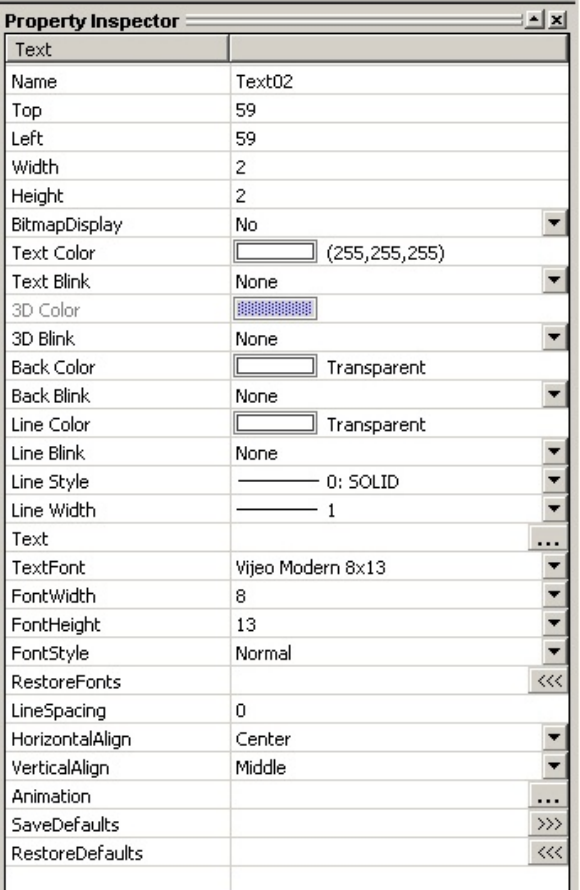 Property Inspector
Text
Name Text02
Top 59
Left 59
Width 2
Height 2
BitmapDisplay No
Text Color (255,255,255)
Text Blink None
3D Color
3D Blink None
Back Color Transparent
Back Blink None
Line Color Transparent
Line Blink None
Line Style 0: SOLID
Line Width 1
Text ...
TextFont Vijeo Modern 8x13
FontWidth 8
FontHeight 13
FontStyle Normal
RestoreFonts <<<
LineSpacing 0
HorizontalAlign Center
VerticalAlign Middle
Animation ...
SaveDefaults >>>
RestoreDefaults <<<